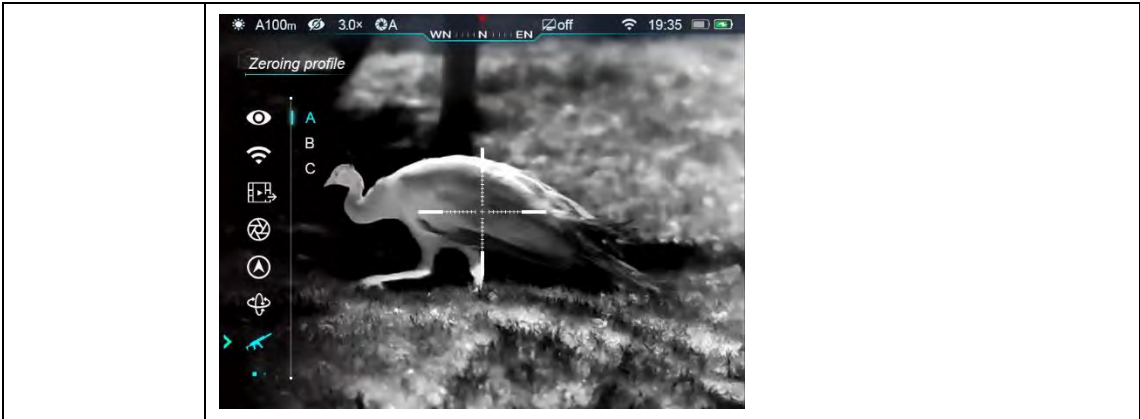 A100m 3.0× A off 19:35
WN N EN
Zeroing profile
A
B
C